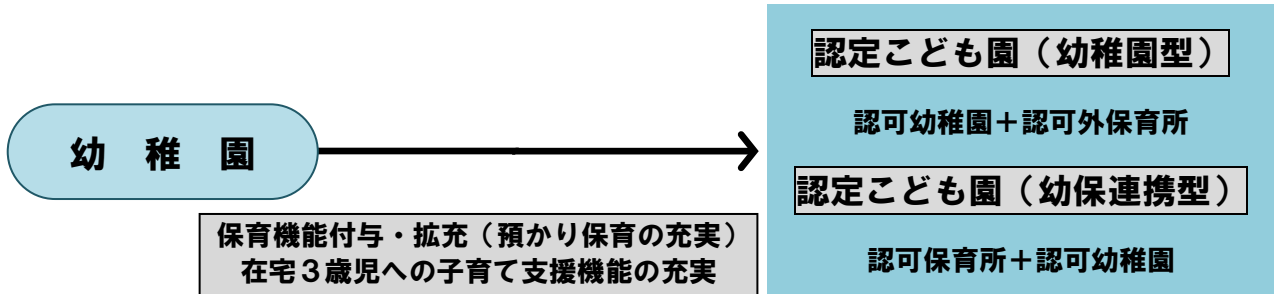 幼稚園
保育機能付与・拡充（預かり保育の充実）
在宅３歳児への子育て支援機能の充実
認定こども園（幼稚園型）
認可幼稚園＋認可外保育所
認定こども園（幼保連携型）
認可保育所＋認可幼稚園